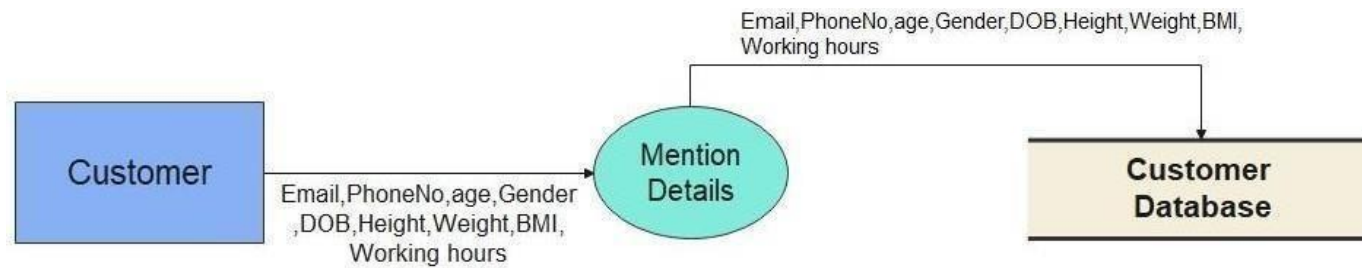 Email,PhoneNo,age,Gender,DOB,Height,Weight,BMI,
Working hours
Customer
Email,PhoneNo,age,Gender
,DOB,Height,Weight,BMI,
Working hours
Mention
Details
Customer
Database